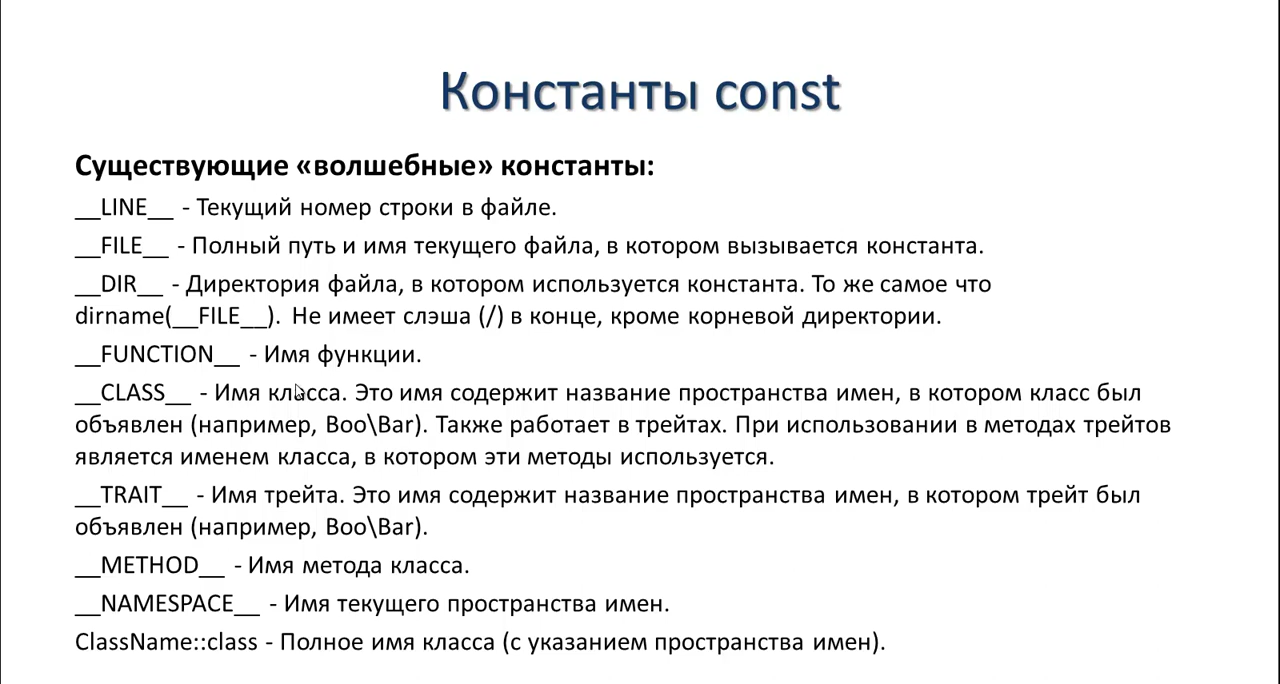 Константы const
Существующие «волшебные» константы:
__LINE__ - Текущий номер строки в файле.
__FILE__ - Полный путь и имя текущего файла, в котором вызывается константа.
__DIR__ - Директория файла, в котором используется константа. То же самое что
dirname(__FILE__). Не имеет слэша (/) в конце, кроме корневой директории.
__FUNCTION__ - Имя функции.
__CLASS__ - Имя класса. Это имя содержит название пространства имен, в котором класс был
объявлен (например, Boo\Bar). Также работает в трейтах. При использовании в методах трейтов
является именем класса, в котором эти методы используется.
__TRAIT__ - Имя трейта. Это имя содержит название пространства имен, в котором трейт был
объявлен (например, Boo\Bar).
__METHOD__ - Имя метода класса.
__NAMESPACE__ - Имя текущего пространства имен.
ClassName::class - Полное имя класса (с указанием пространства имен).